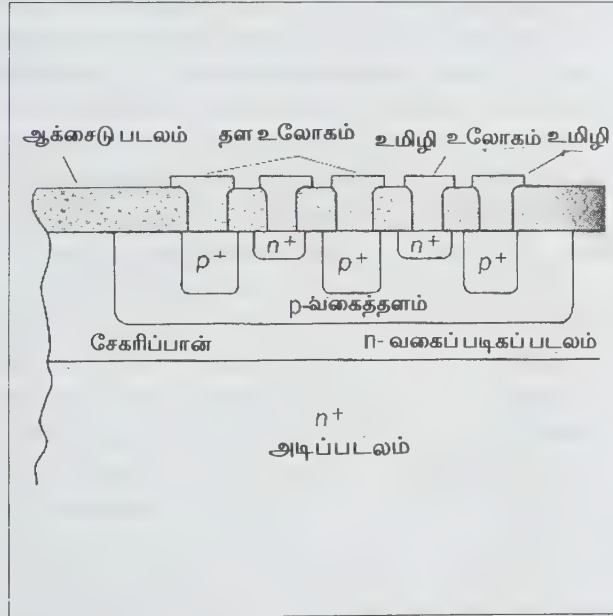 ஆக்சைடு படலம் தள உலோகம் உமிழி உலோகம் உமிழி
p+ n+ p+ n+ p+
p-வகைத்தளம்
சேகரிப்பான் n- வகைப் படிகப் படலம்
n+
அடிப்படலம்